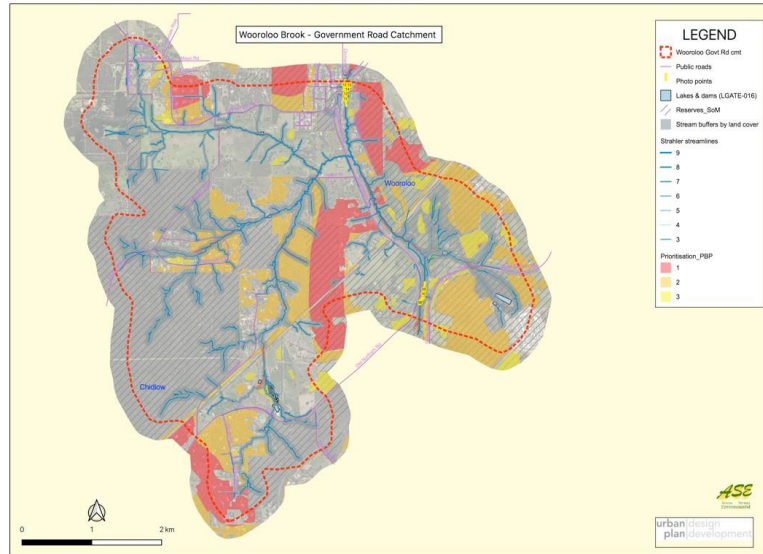 Wooroloo Brook - Government Road Catchment
LEGEND
Wooroloo Govt Rd cmt
Public roads
Photo points
Lakes & dams (LGATE-016)
Reserves_SoM
Stream buffers by land cover
Strahler streamlines
9
8
7
6
5
4
3
Prioritisation_PBP
1
2
3
Wooroloo
Chidlow
0 1 2 km
ASE
urban design
plan development